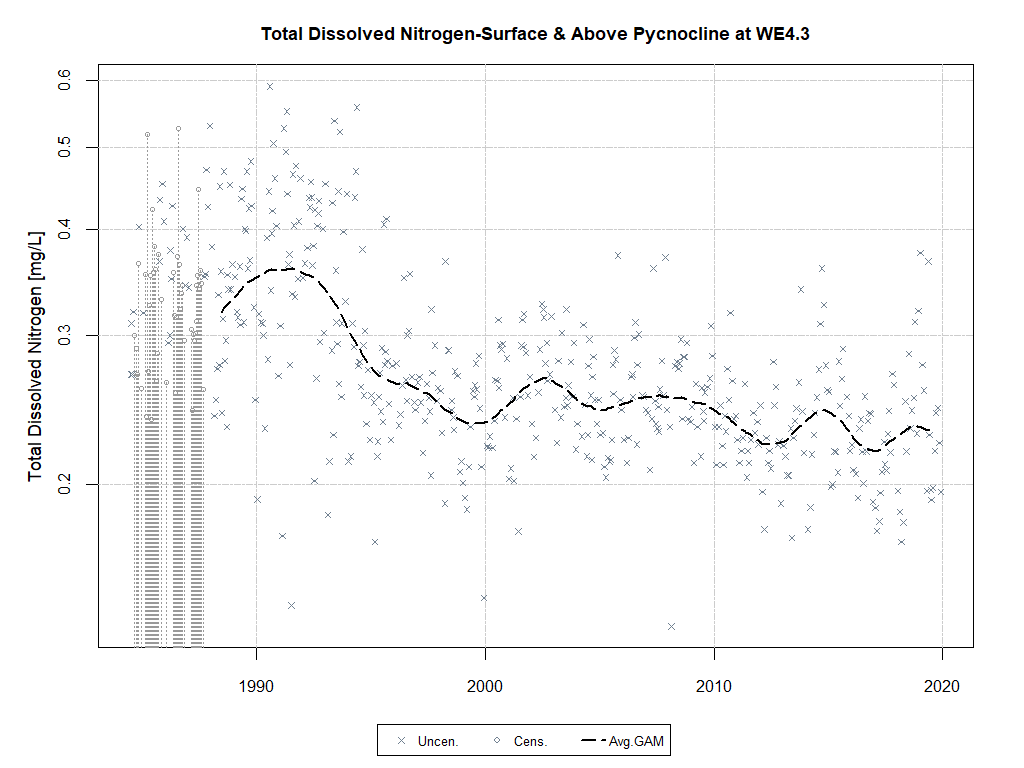 Total Dissolved Nitrogen-Surface & Above Pycnocline at WE4.3
Total Dissolved Nitrogen [mg/L]
0.6
0.5
0.4
0.3
0.2
1990 2000 2010 2020
Uncen. Cens. Avg.GAM